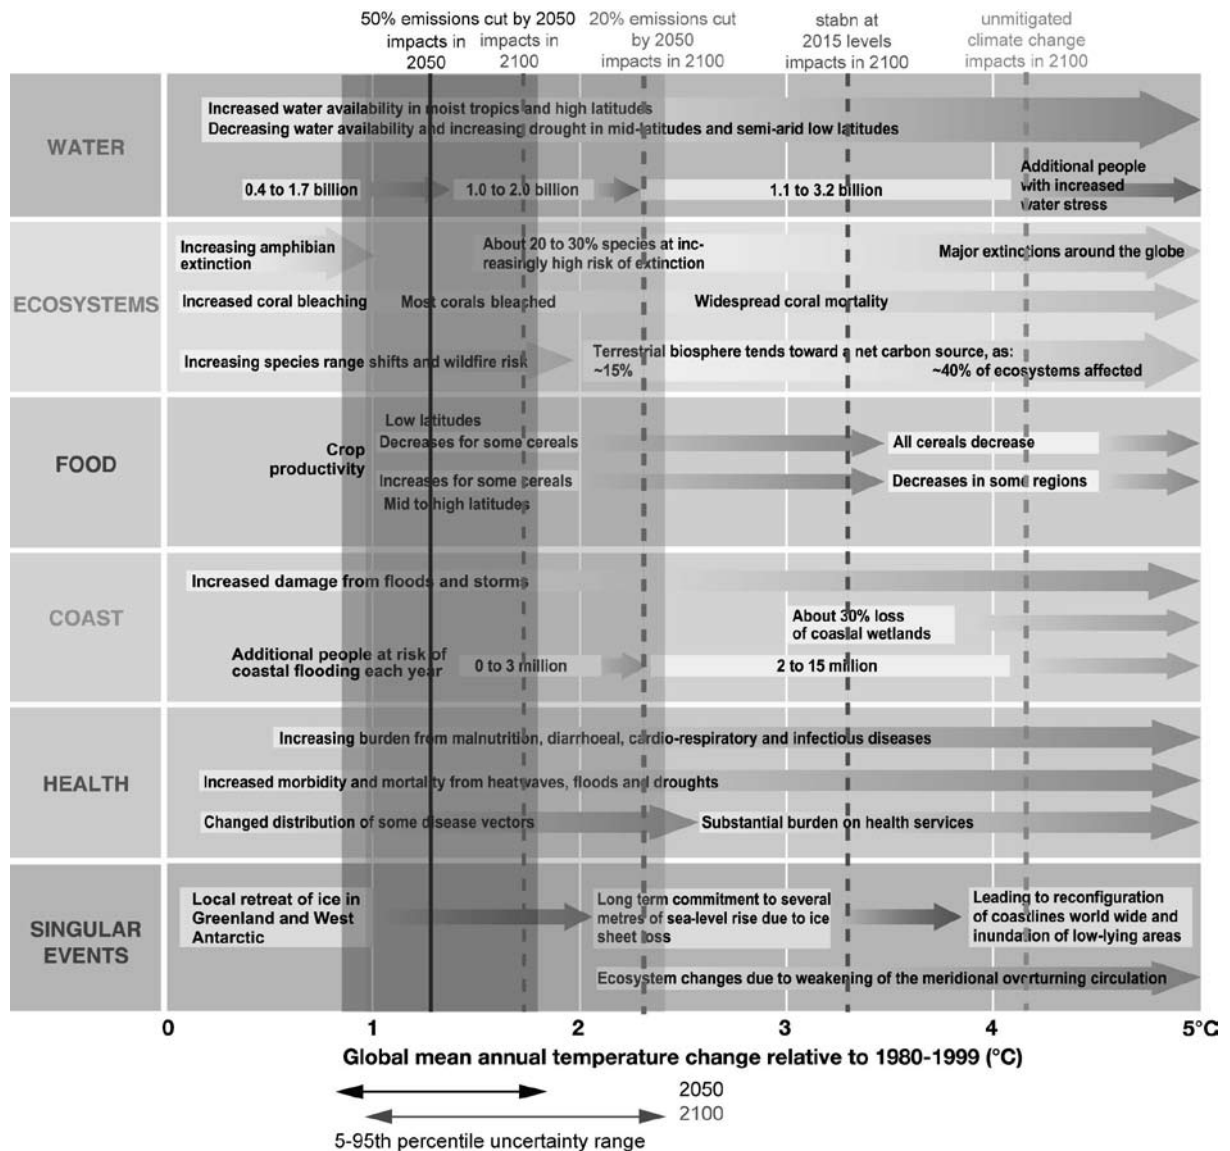 50% emissions cut by 2050
impacts in 2050
impacts in 2100
20% emissions cut
by 2050
impacts in 2100
stabn at
2015 levels
impacts in 2100
unmitigated
climate change
impacts in 2100
WATER
Increased water availability in moist tropics and high latitudes
Decreasing water availability and increasing drought in mid-latitudes and semi-arid low latitudes
0.4 to 1.7 billion
1.0 to 2.0 billion
1.1 to 3.2 billion
Additional people
with increased
water stress
ECOSYSTEMS
Increasing amphibian
extinction
About 20 to 30% species at inc-
reasingly high risk of extinction
Major extinctions around the globe
Increased coral bleaching
Most corals bleached
Widespread coral mortality
Increasing species range shifts and wildfire risk
Terrestrial biosphere tends toward a net carbon source, as:
~15%
~40% of ecosystems affected
FOOD
Crop
productivity
Low latitudes
Decreases for some cereals
All cereals decrease
Increases for some cereals
Mid to high latitudes
Decreases in some regions
COAST
Increased damage from floods and storms
About 30% loss
of coastal wetlands
Additional people at risk of
coastal flooding each year
0 to 3 million
2 to 15 million
HEALTH
Increasing burden from malnutrition, diarrhoeal, cardio-respiratory and infectious diseases
Increased morbidity and mortality from heatwaves, floods and droughts
Changed distribution of some disease vectors
Substantial burden on health services
SINGULAR
EVENTS
Local retreat of ice in
Greenland and West
Antarctic
Long term commitment to several
metres of sea-level rise due to ice
sheet loss
Leading to reconfiguration
of coastlines world wide and
inundation of low-lying areas
Ecosystem changes due to weakening of the meridional overturning circulation
0 1 2 3 4 5°C
Global mean annual temperature change relative to 1980-1999 (°C)
2050
2100
5-95th percentile uncertainty range